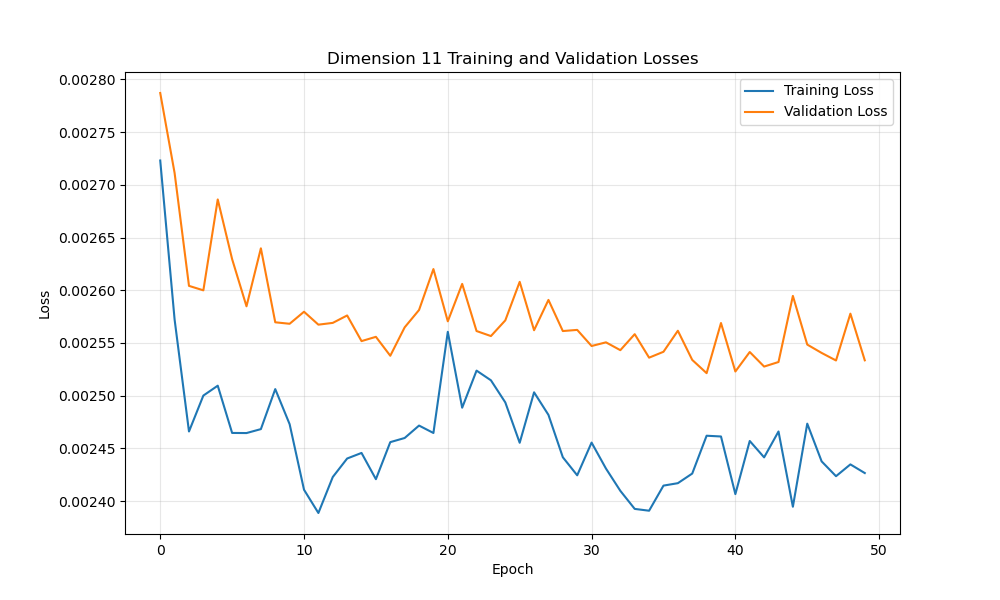 Dimension 11 Training and Validation Losses
Training Loss
Validation Loss
0.00280
0.00275
0.00270
0.00265
0.00260
0.00255
0.00250
0.00245
0.00240
Loss
0 10 20 30 40 50
Epoch